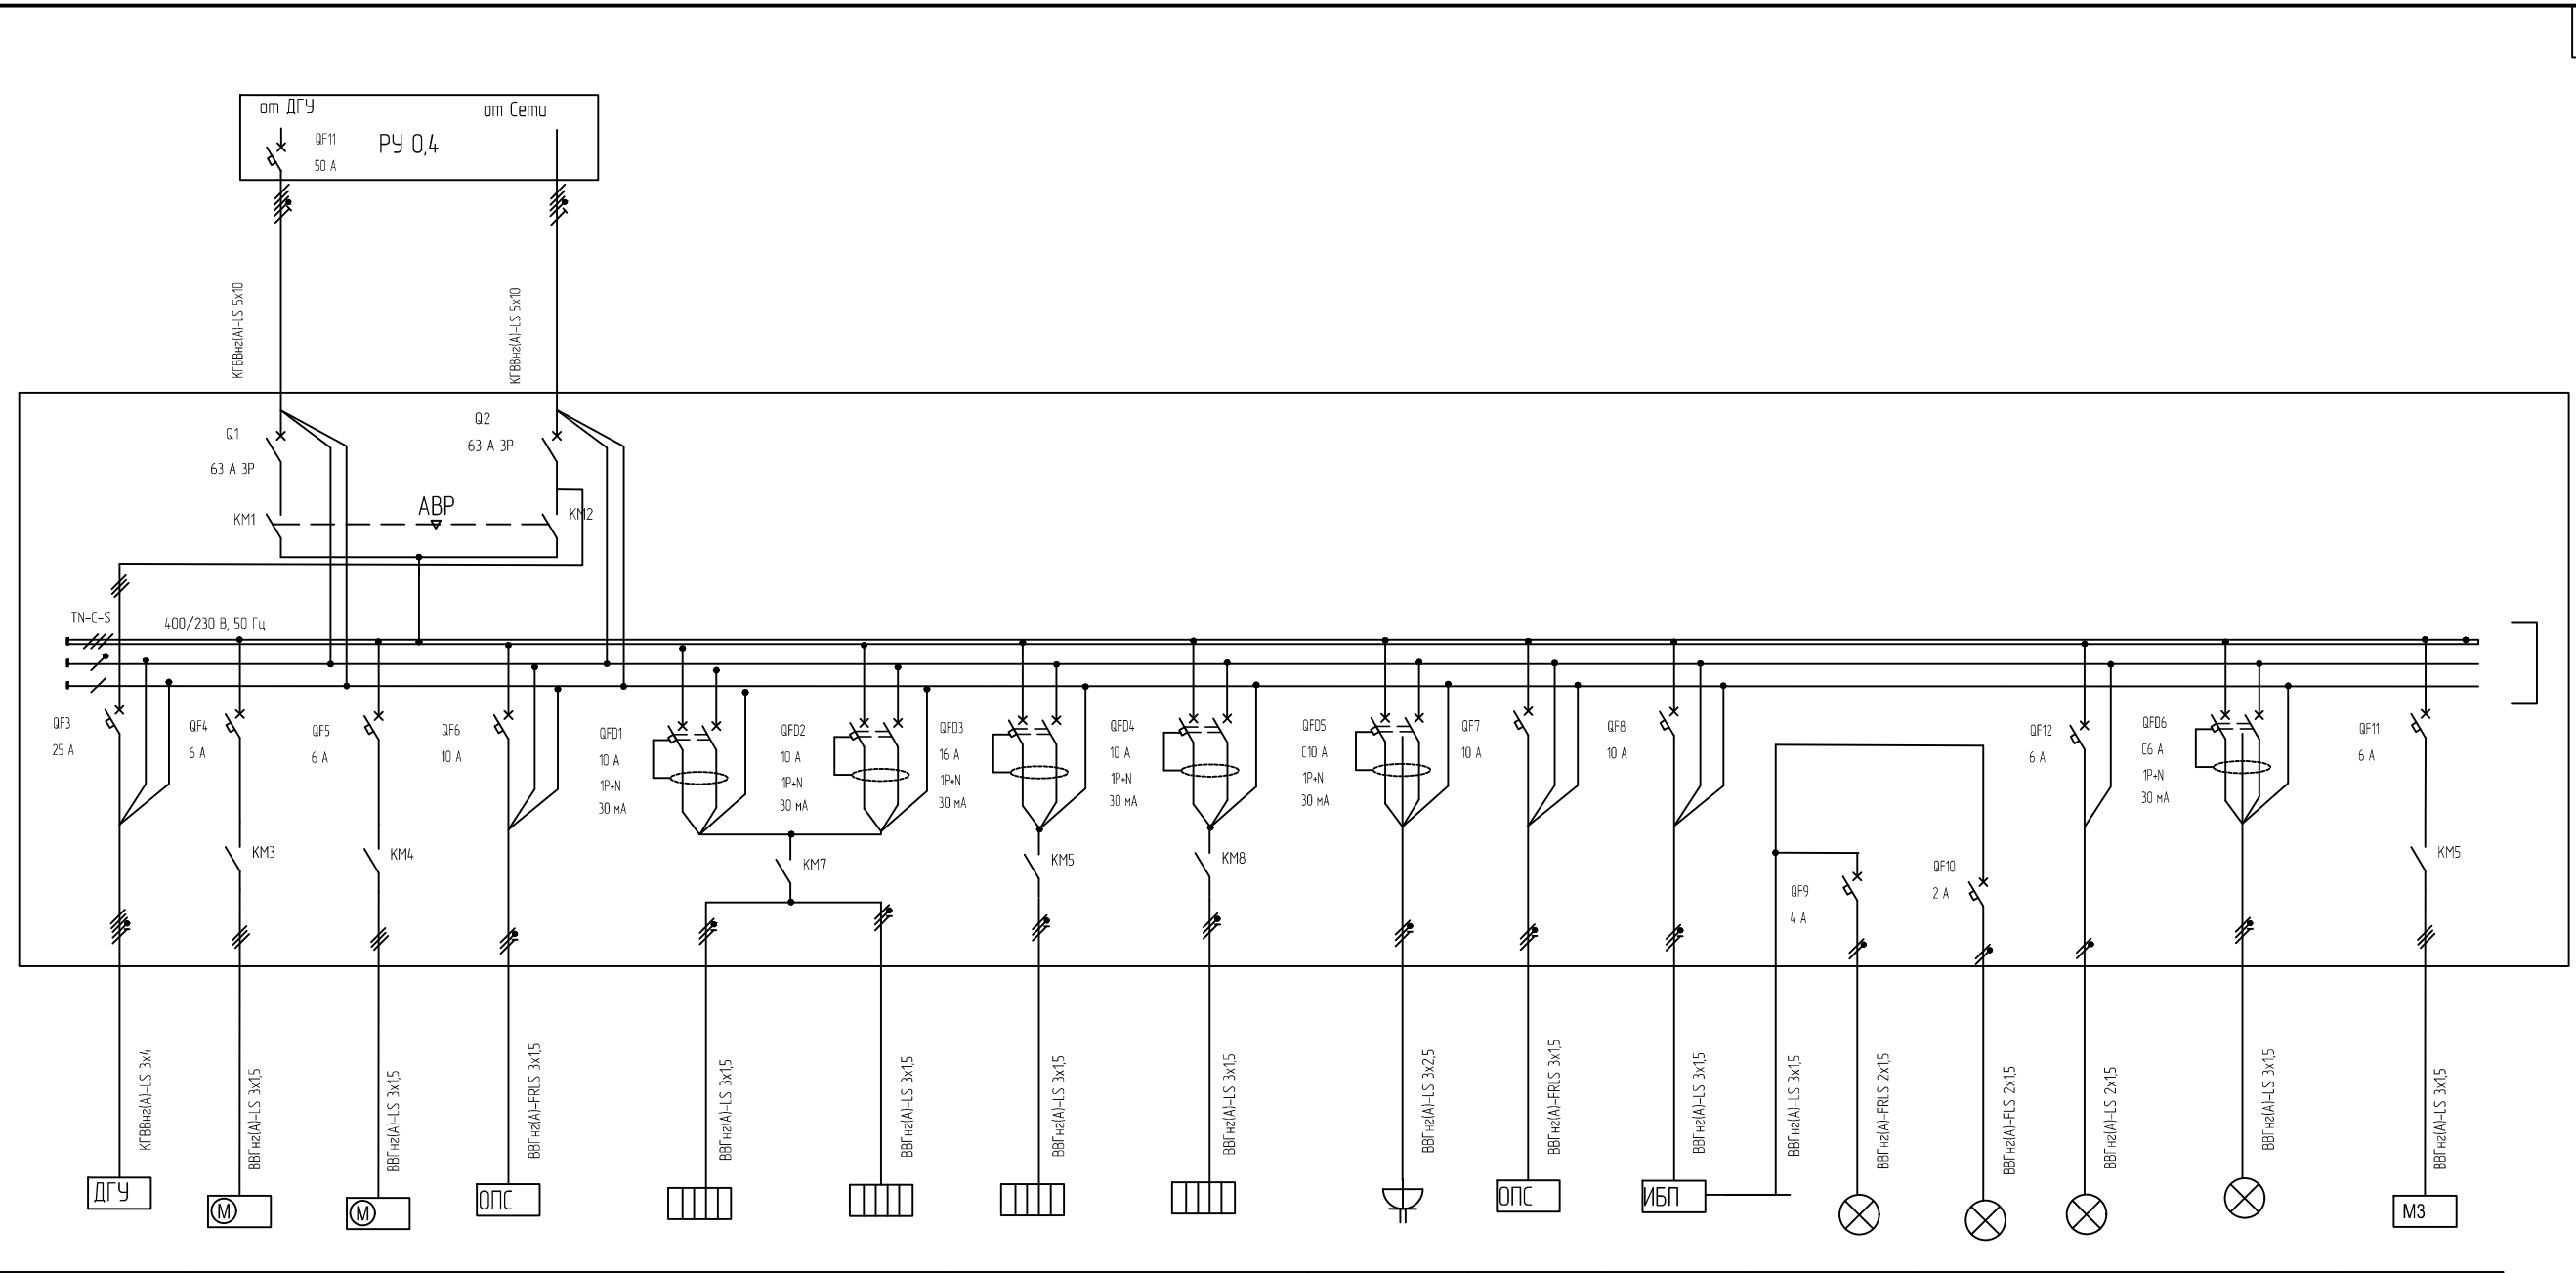 от ДГУ
от Сети
QF11
50 А
РУ 0,4
КГВВнг(А)-LS 5х10
КГВВнг(А)-LS 5х10
Q1
63 А 3Р
Q2
63 А 3Р
КМ1
АВР
КМ2
TN-C-S
400/230 В, 50 Гц
QF3
25 А
QF4
6 А
QF5
6 А
QF6
10 А
QFD1
10 А
1P+N
30 мА
QFD2
10 А
1P+N
30 мА
QFD3
16 А
1P+N
30 мА
QFD4
10 А
1P+N
30 мА
QFD5
С10 А
1P+N
30 мА
QF7
10 А
QF8
10 А
QF9
4 А
QF10
2 А
QF12
6 А
QFD6
С6 А
1P+N
30 мА
QF11
6 А
КМ3
КМ4
КМ7
КМ5
КМ8
КМ5
КГВВнг(А)-LS 3х4
ВВГнг(А)-LS 3х1,5
ВВГнг(А)-LS 3х1,5
ВВГнг(А)-FRLS 3х1,5
ВВГнг(А)-LS 3х1,5
ВВГнг(А)-LS 3х1,5
ВВГнг(А)-LS 3х1,5
ВВГнг(А)-LS 3х1,5
ВВГнг(А)-LS 3х2,5
ВВГнг(А)-FRLS 3х1,5
ВВГнг(А)-LS 3х1,5
ВВГнг(А)-LS 3х1,5
ВВГнг(А)-FRLS 2х1,5
ВВГнг(А)-FLS 2х1,5
ВВГнг(А)-LS 2х1,5
ВВГнг(А)-LS 3х1,5
ВВГнг(А)-LS 3х1,5
ДГУ
М
М
ОПС
ОПС
ИБП
МЗ